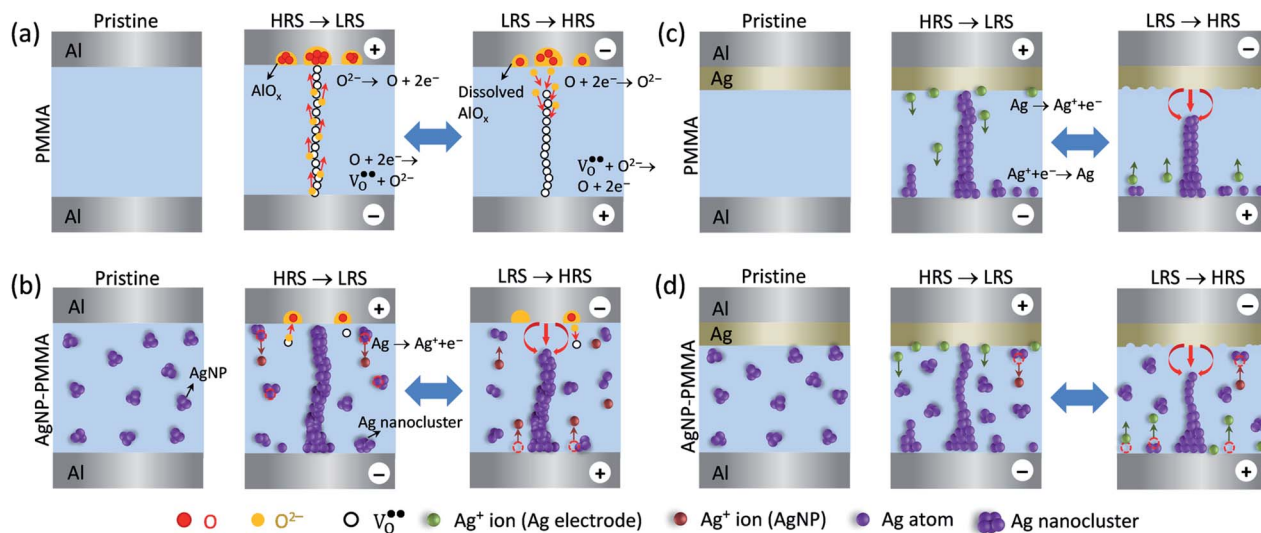 (a)
Pristine
HRS → LRS
LRS → HRS
PMMA
Al
Al
+
−
AlOx
O²⁻ → O + 2e⁻
O + 2e⁻ →
V_O•• + O²⁻
−
+
Dissolved
AlOx
O + 2e⁻ → O²⁻
V_O•• + O²⁻ →
O + 2e⁻
(c)
Pristine
HRS → LRS
LRS → HRS
PMMA
Al
Ag
Al
+
−
Ag → Ag⁺+e⁻
Ag⁺+e⁻ → Ag
−
+
(b)
Pristine
HRS → LRS
LRS → HRS
AgNP-PMMA
Al
AgNP
Al
+
−
Ag → Ag⁺+e⁻
Ag nanocluster
−
+
(d)
Pristine
HRS → LRS
LRS → HRS
AgNP-PMMA
Al
Ag
Al
+
−
−
+
O
O²⁻
V_O••
Ag⁺ ion (Ag electrode)
Ag⁺ ion (AgNP)
Ag atom
Ag nanocluster